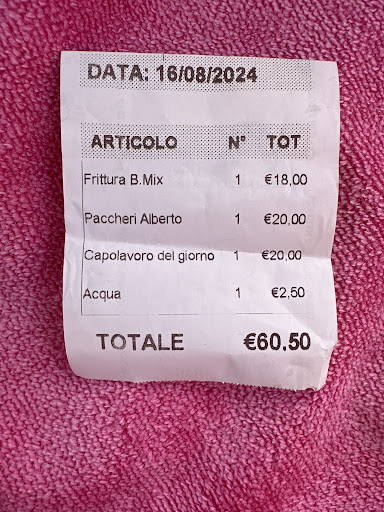 DATA: 16/08/2024
ARTICOLO N° TOT
Frittura B.Mix 1 €18,00
Paccheri Alberto 1 €20,00
Capolavoro del giorno 1 €20,00
Acqua 1 €2,50
TOTALE €60.50